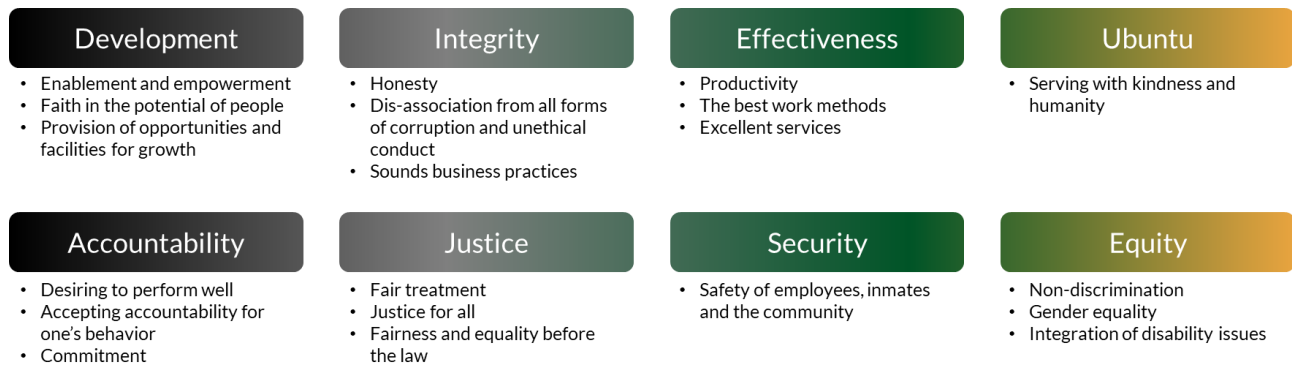 Development
• Enablement and empowerment
• Faith in the potential of people
• Provision of opportunities and
facilities for growth
Integrity
• Honesty
• Dis-association from all forms
of corruption and unethical
conduct
• Sounds business practices
Effectiveness
• Productivity
• The best work methods
• Excellent services
Ubuntu
• Serving with kindness and
humanity
Accountability
• Desiring to perform well
• Accepting accountability for
one’s behavior
• Commitment
Justice
• Fair treatment
• Justice for all
• Fairness and equality before
the law
Security
• Safety of employees, inmates
and the community
Equity
• Non-discrimination
• Gender equality
• Integration of disability issues